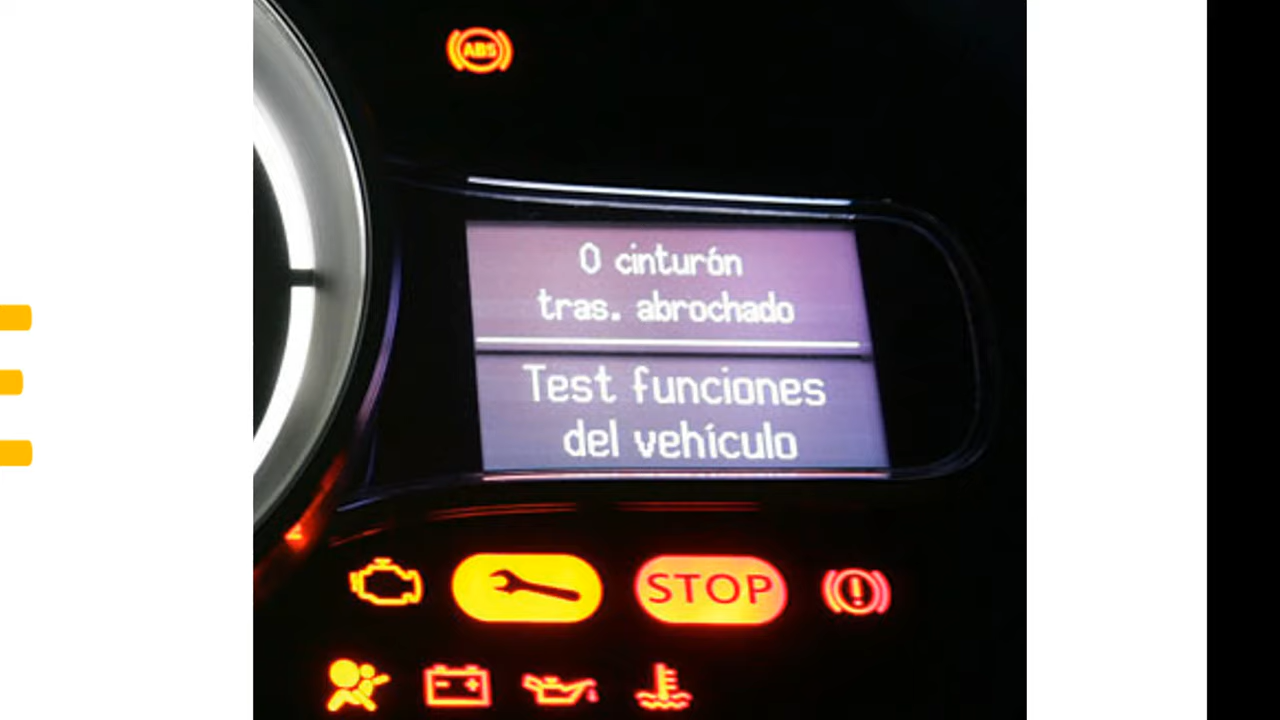 ABS
0 cinturón
tras. abrochado
Test funciones
del vehículo
STOP